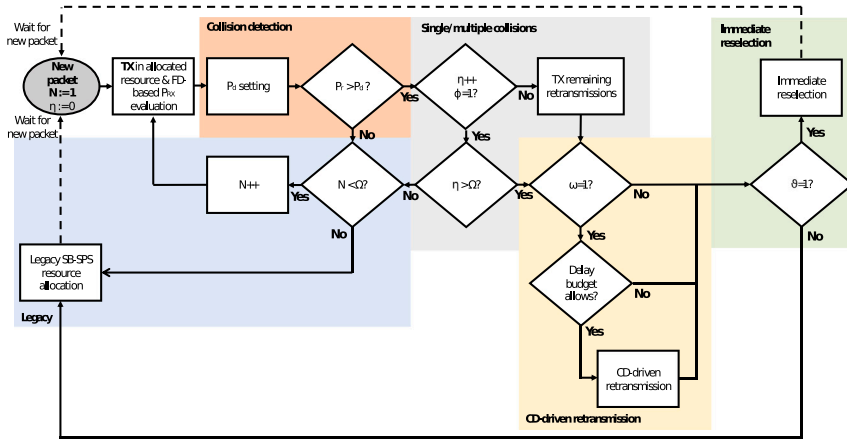 Wait for
new packet
Collision detection
Single/multiple collisions
Immediate
reselection
New
packet
N :=1
η :=0
TX in allocated
resource & FD-
based PRX
evaluation
Pd setting
Pr >Pd ?
Yes
η++
ϕ=1?
No
TX remaining
retransmissions
Immediate
reselection
Wait for
new packet
No
Yes
No
Yes
N++
Yes
N <Ω?
No
η >Ω?
Yes
ω=1?
No
ϑ=1?
No
Yes
No
Legacy SB-SPS
resource
allocation
Delay
budget
allows?
No
Legacy
Yes
CD-driven
retransmission
CD-driven retransmission